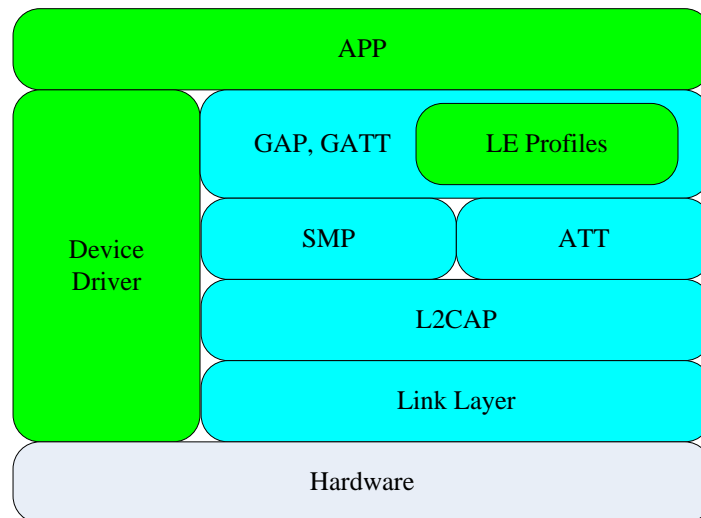 APP
GAP, GATT
LE Profiles
Device
Driver
SMP
ATT
L2CAP
Link Layer
Hardware